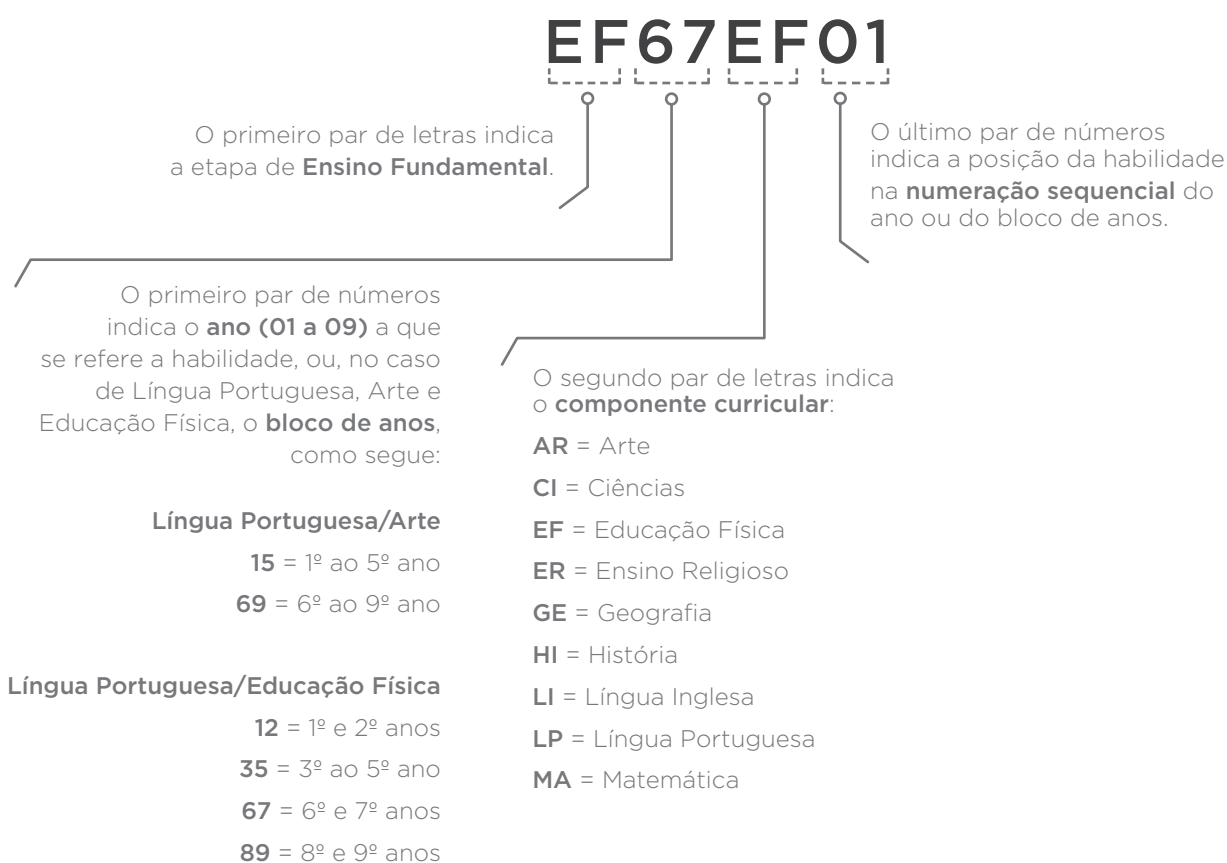 EF67EF01
O primeiro par de letras indica
a etapa de Ensino Fundamental.
O último par de números
indica a posição da habilidade
na numeração sequencial do
ano ou do bloco de anos.
O primeiro par de números
indica o ano (01 a 09) a que
se refere a habilidade, ou, no caso
de Língua Portuguesa, Arte e
Educação Física, o bloco de anos,
como segue:
Língua Portuguesa/Arte
15 = 1º ao 5º ano
69 = 6º ao 9º ano
Língua Portuguesa/Educação Física
12 = 1º e 2º anos
35 = 3º ao 5º ano
67 = 6º e 7º anos
89 = 8º e 9º anos
O segundo par de letras indica
o componente curricular:
AR = Arte
CI = Ciências
EF = Educação Física
ER = Ensino Religioso
GE = Geografia
HI = História
LI = Língua Inglesa
LP = Língua Portuguesa
MA = Matemática